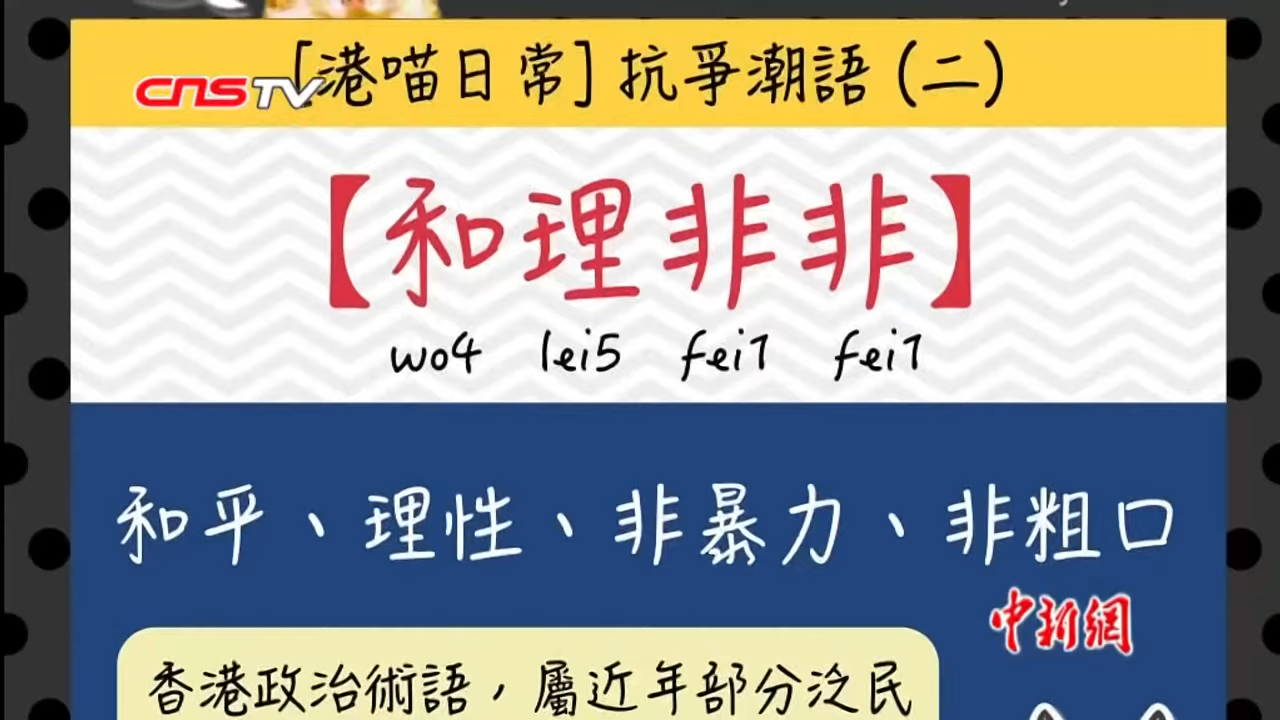 [港喵日常] 抗爭潮語 (二)
CNSTV
【和理非非】
wo4 lei5 fei1 fei1
和平、理性、非暴力、非粗口
中新網
香港政治術語，屬近年部分泛民